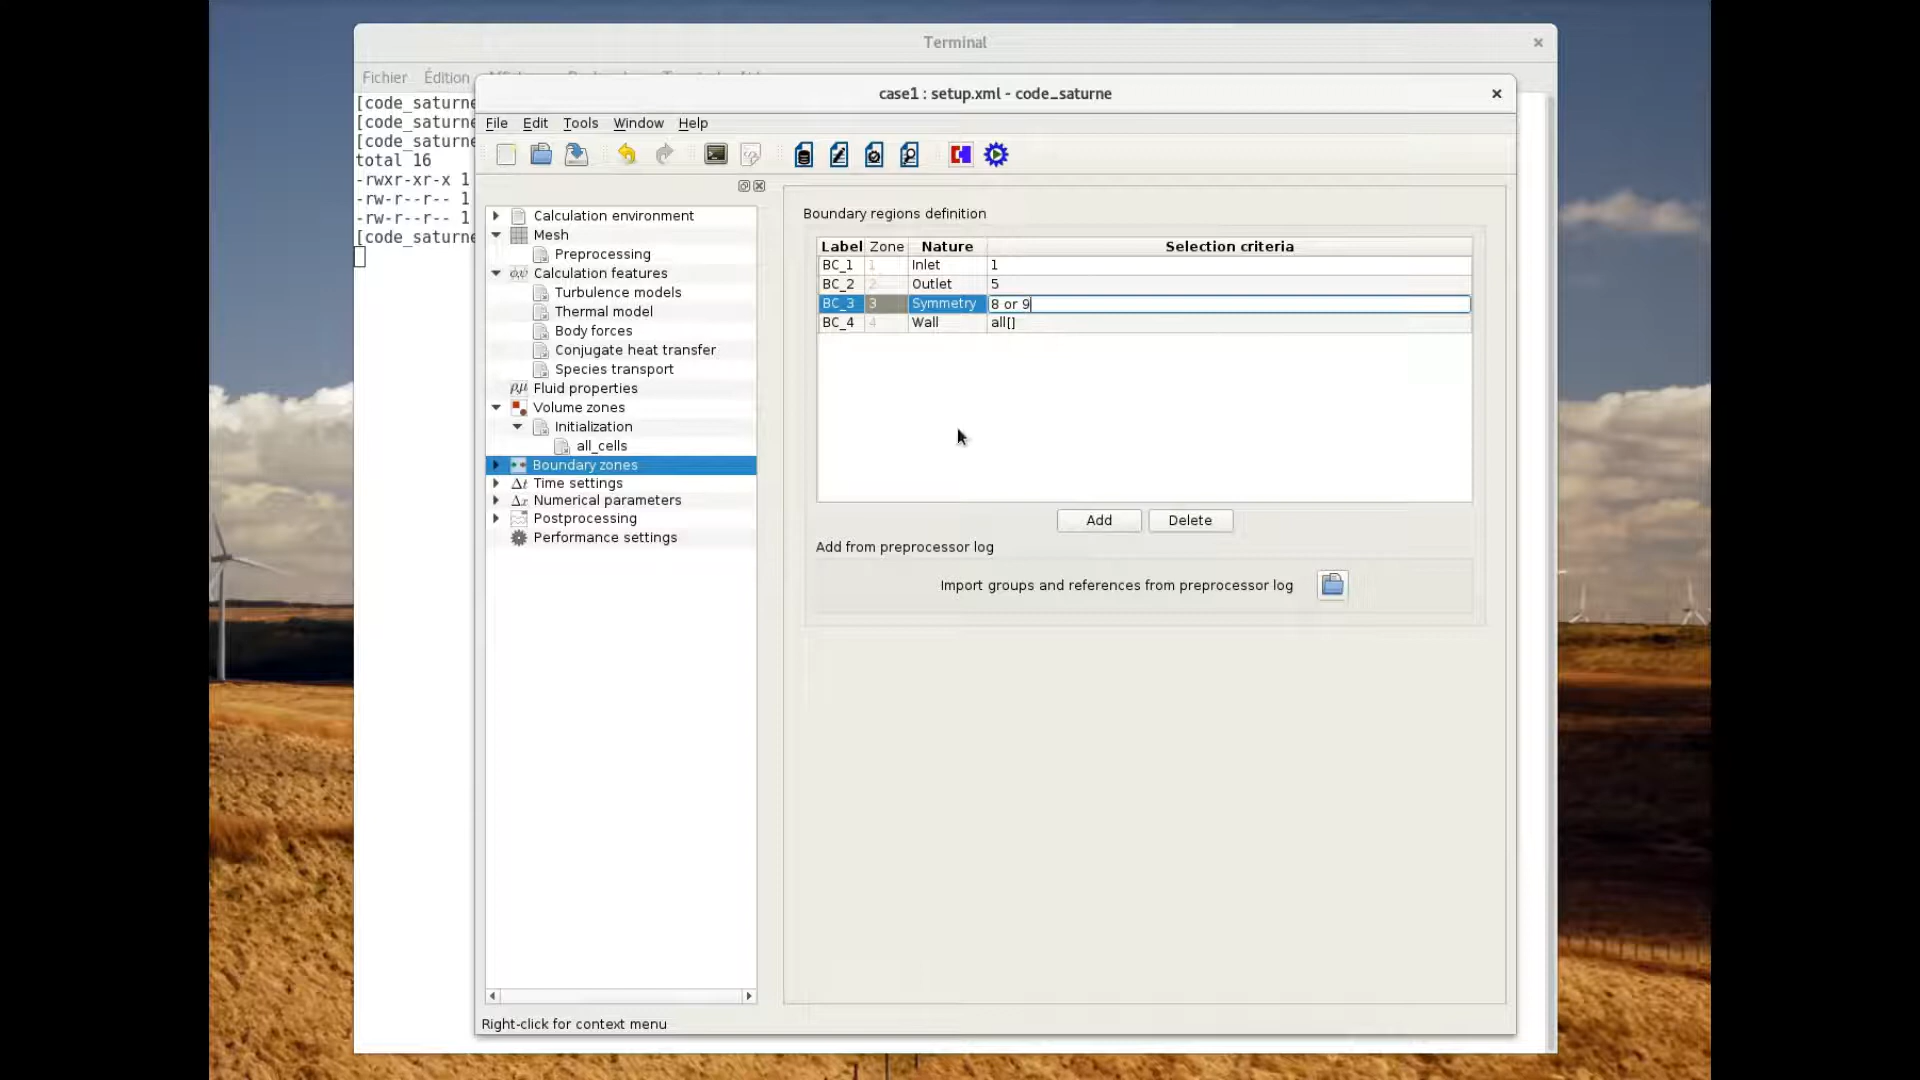 Terminal
Fichier Édition
[code_saturne
[code_saturne
[code_saturne
total 16
-rwxr-xr-x 1
-rw-r--r-- 1
-rw-r--r-- 1
[code_saturne
case1 : setup.xml - code_saturne
File Edit Tools Window Help
Calculation environment
Mesh
Preprocessing
Calculation features
Turbulence models
Thermal model
Body forces
Conjugate heat transfer
Species transport
Fluid properties
Volume zones
Initialization
all_cells
Boundary zones
Time settings
Numerical parameters
Postprocessing
Performance settings
Boundary regions definition
Label Zone Nature Selection criteria
BC_1 1 Inlet 1
BC_2 2 Outlet 5
BC_3 3 Symmetry 8 or 9
BC_4 4 Wall all[]
Add Delete
Add from preprocessor log
Import groups and references from preprocessor log
Right-click for context menu